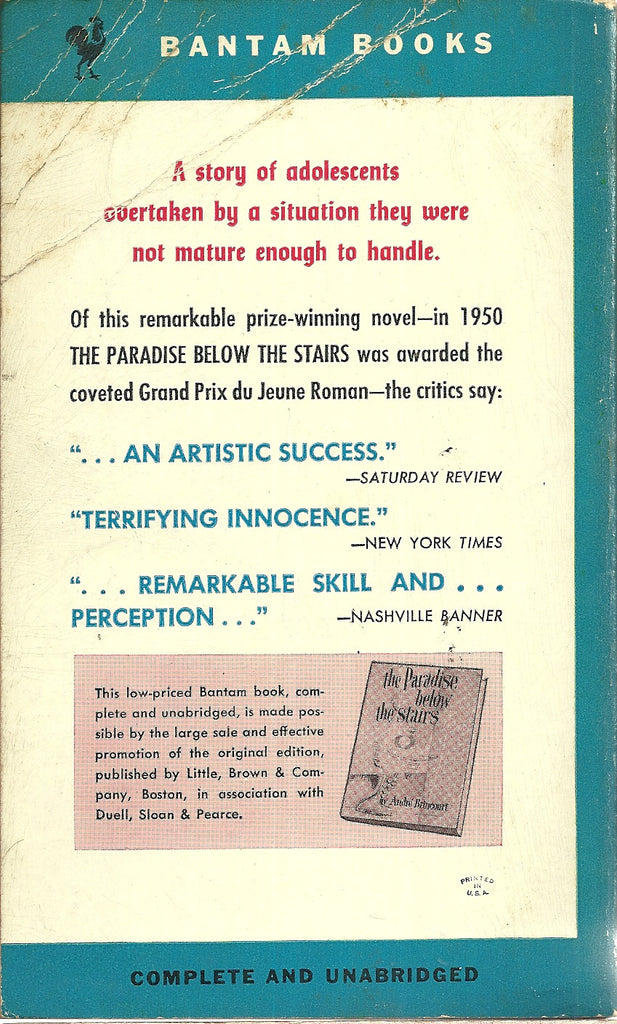 BANTAM BOOKS
1
A story of adolescents
overtaken by a situation they were
not mature enough to handle.
Of this remarkable prize-winning novel—in 1950
THE PARADISE BELOW THE STAIRS was awarded the
coveted Grand Prix du Jeune Roman—the critics say:
“. . . AN ARTISTIC SUCCESS.”
—SATURDAY REVIEW
“TERRIFYING INNOCENCE.”
—NEW YORK TIMES
“. . . REMARKABLE SKILL AND . . .
PERCEPTION . . .” —NASHVILLE BANNER
This low-priced Bantam book, com-
plete and unabridged, is made pos-
sible by the large sale and effective
promotion of the original edition,
published by Little, Brown & Com-
pany, Boston, in association with
Duell, Sloan & Pearce.
the Paradise
below
the stairs
by André Brincourt
PRINTED
IN
U.S.A.
COMPLETE AND UNABRIDGED